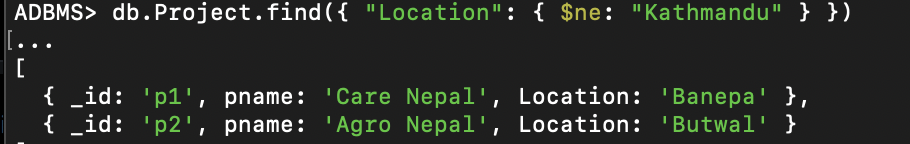 ADBMS> db.Project.find({ "Location": { $ne: "Kathmandu" } })
...
[
  { _id: 'p1', pname: 'Care Nepal', Location: 'Banepa' },
  { _id: 'p2', pname: 'Agro Nepal', Location: 'Butwal' }